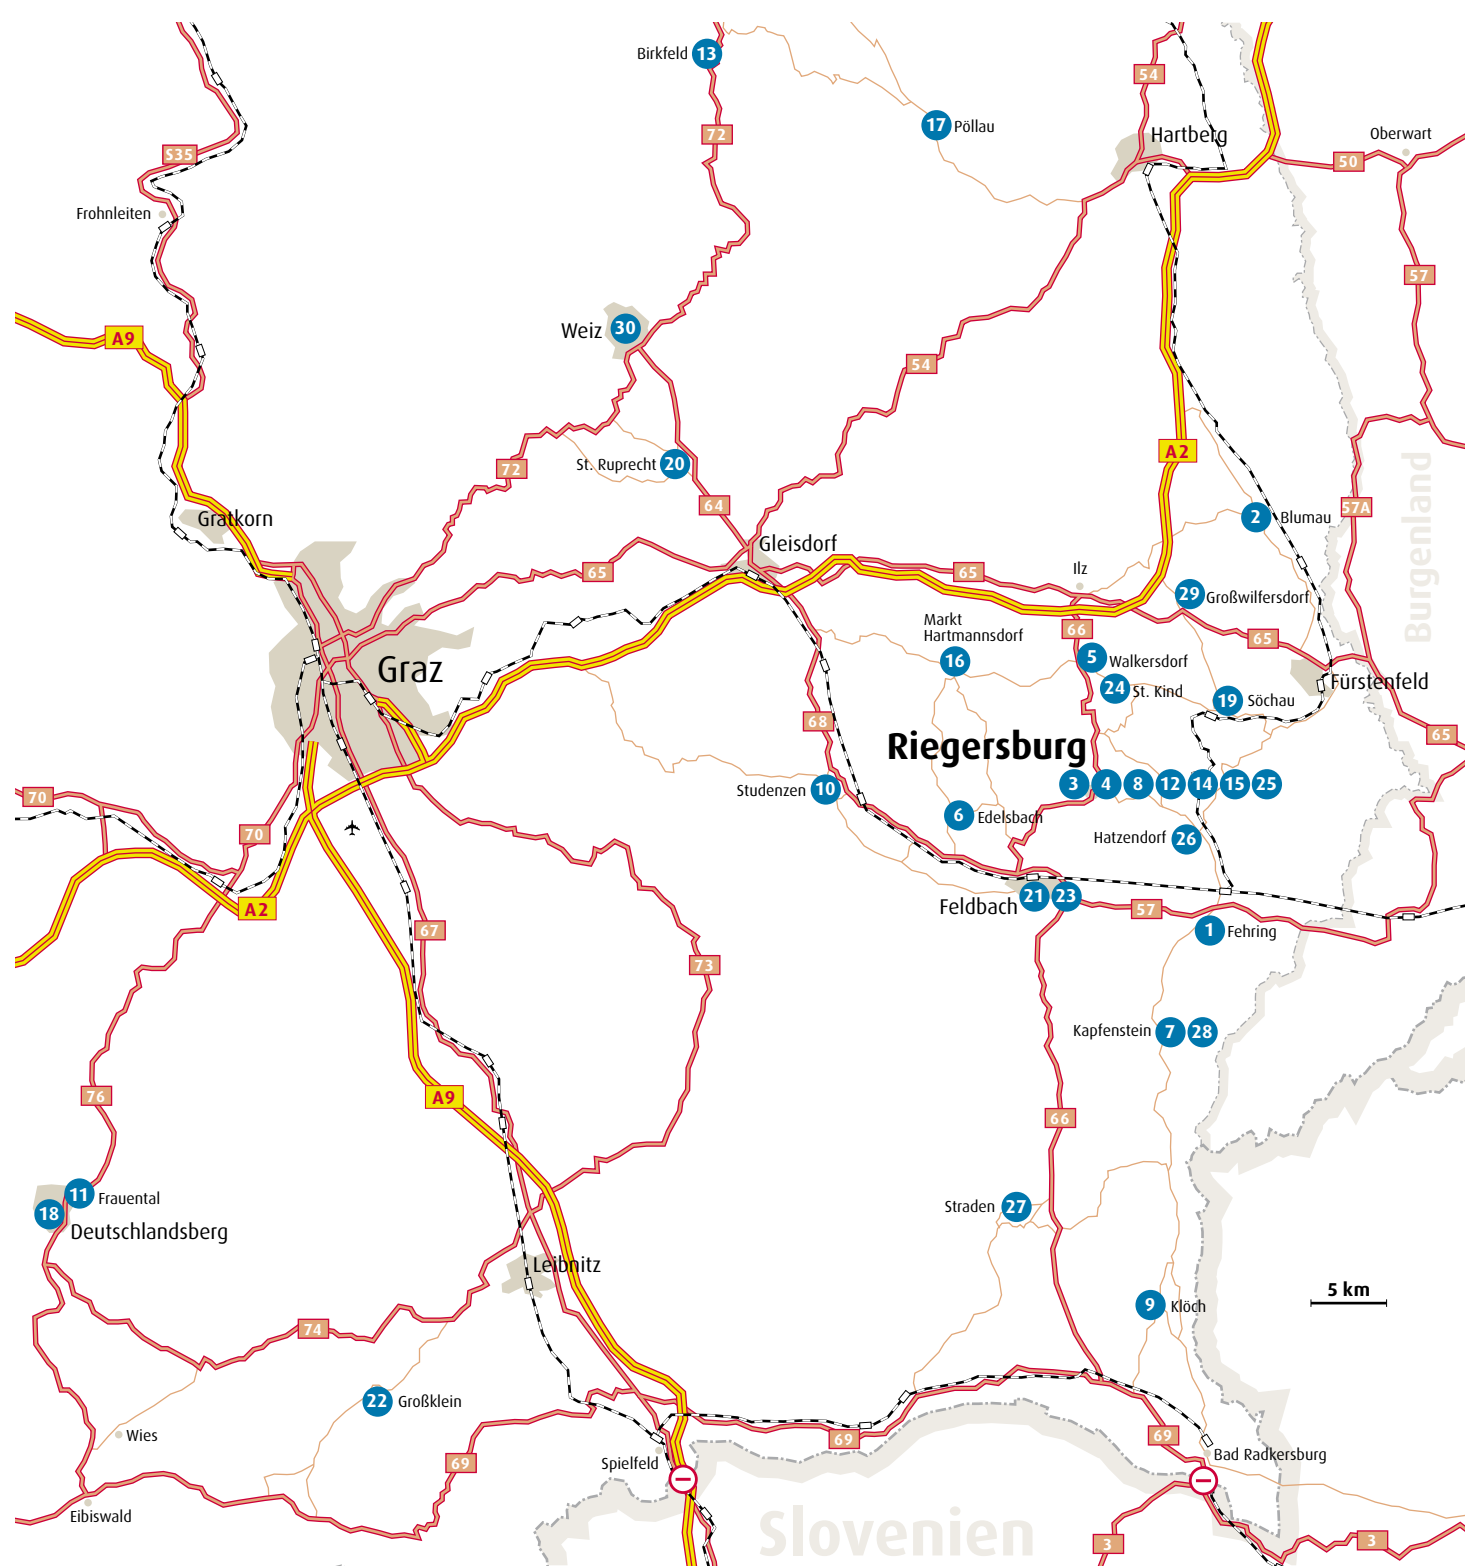 Birkfeld 13
54
17 Pöllau
72
Hartberg
Oberwart
S35
50
Frohnleiten
57
Weiz 30
A9
54
A2
72
St. Ruprecht 20
64
57A
Gratkorn
2 Blumau
Burgenland
Gleisdorf
65
65
Ilz
29 Großwilfersdorf
Markt
Hartmannsdorf
16
66
65
5 Walkersdorf
Graz
24 St. Kind
Fürstenfeld
19 Söchau
68
65
Riegersburg
3 4 8 12 14 15 25
Studenzen 10
70
6 Edelsbach
70
Hatzendorf 26
A2
Feldbach 21 23
57
67
1 Fehring
73
Kapfenstein 7 28
76
A9
66
11 Frauental
18
Deutschlandsberg
Straden 27
Leibnitz
5 km
9 Klöch
74
22 Großklein
Wies
69
69
69
Spielfeld
Bad Radkersburg
Eibiswald
Slovenien
3
3